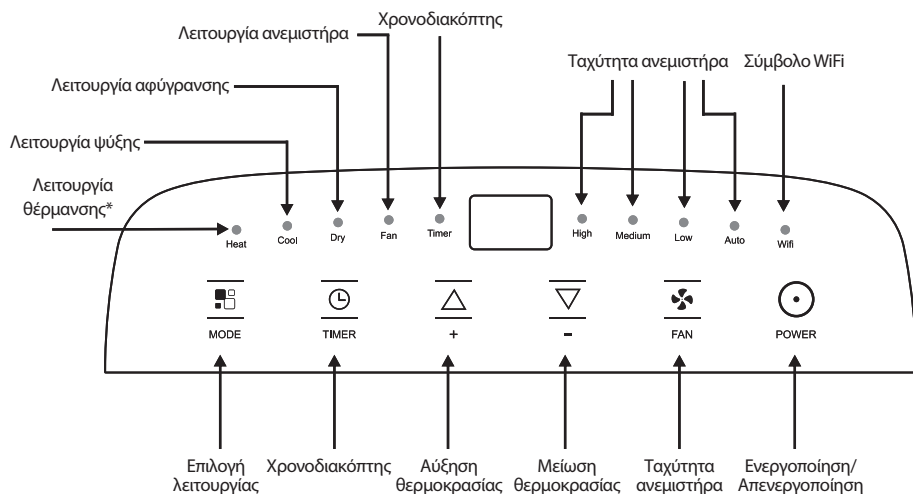 Χρονοδιακόπτης
Λειτουργία ανεμιστήρα
Ταχύτητα ανεμιστήρα
Σύμβολο WiFi
Λειτουργία αφύγρανσης
Λειτουργία ψύξης
Λειτουργία
θέρμανσης*
Heat
Cool
Dry
Fan
Timer
High
Medium
Low
Auto
Wifi
MODE
TIMER
+
–
FAN
POWER
Επιλογή
λειτουργίας
Χρονοδιακόπτης
Αύξηση
θερμοκρασίας
Μείωση
θερμοκρασίας
Ταχύτητα
ανεμιστήρα
Ενεργοποίηση/
Απενεργοποίηση